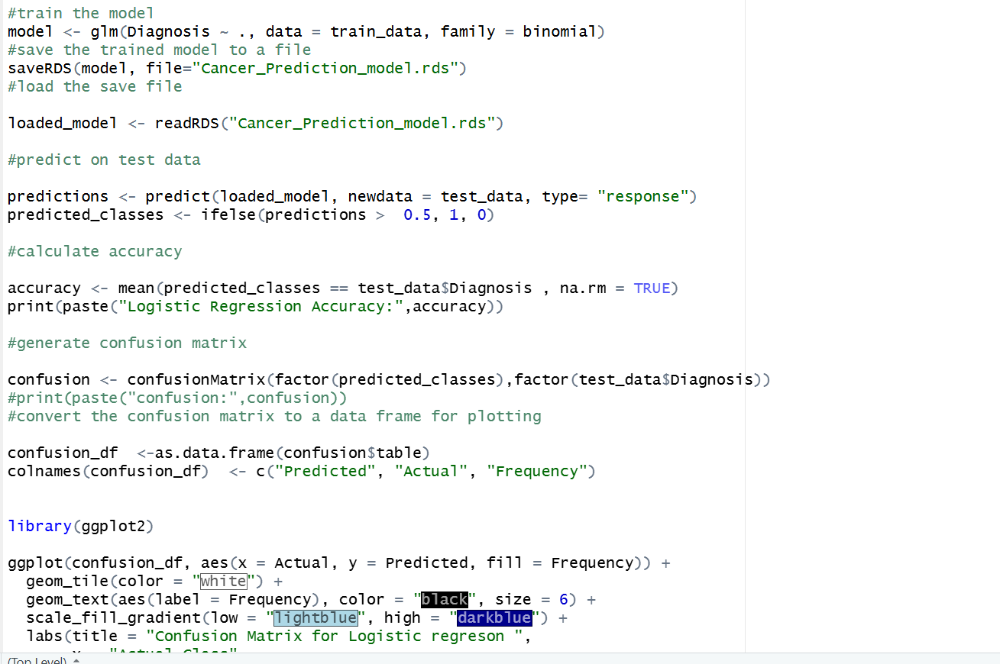 #train the model
model <- glm(Diagnosis ~ ., data = train_data, family = binomial)
#save the trained model to a file
saveRDS(model, file="Cancer_Prediction_model.rds")
#load the save file
loaded_model <- readRDS("Cancer_Prediction_model.rds")
#predict on test data
predictions <- predict(loaded_model, newdata = test_data, type= "response")
predicted_classes <- ifelse(predictions >  0.5, 1, 0)
#calculate accuracy
accuracy <- mean(predicted_classes == test_data$Diagnosis , na.rm = TRUE)
print(paste("Logistic Regression Accuracy:",accuracy))
#generate confusion matrix
confusion <- confusionMatrix(factor(predicted_classes),factor(test_data$Diagnosis))
#print(paste("confusion:",confusion))
#convert the confusion matrix to a data frame for plotting
confusion_df  <-as.data.frame(confusion$table)
colnames(confusion_df)  <- c("Predicted", "Actual", "Frequency")
library(ggplot2)
ggplot(confusion_df, aes(x = Actual, y = Predicted, fill = Frequency)) +
  geom_tile(color = "white") +
  geom_text(aes(label = Frequency), color = "black", size = 6) +
  scale_fill_gradient(low = "lightblue", high = "darkblue") +
  labs(title = "Confusion Matrix for Logistic regreson ",
       x = "Actual Class"
(Top Level)